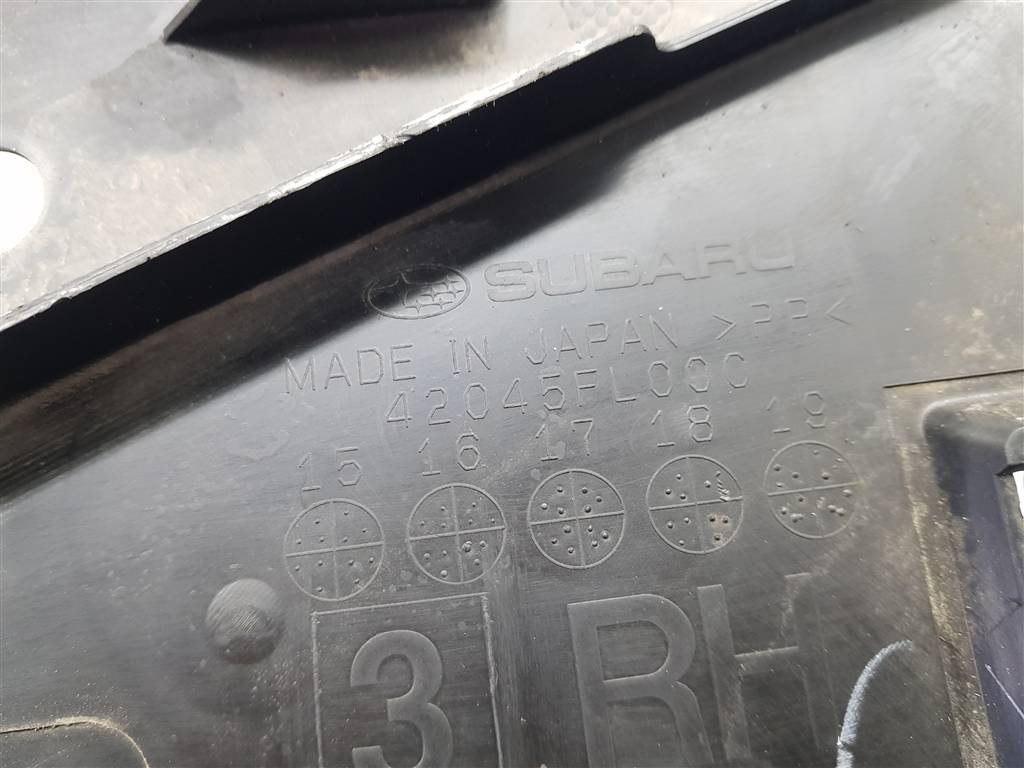 SUBARU
MADE IN JAPAN >PP<
42045FL00C
15 16 17 18 19
3 RH